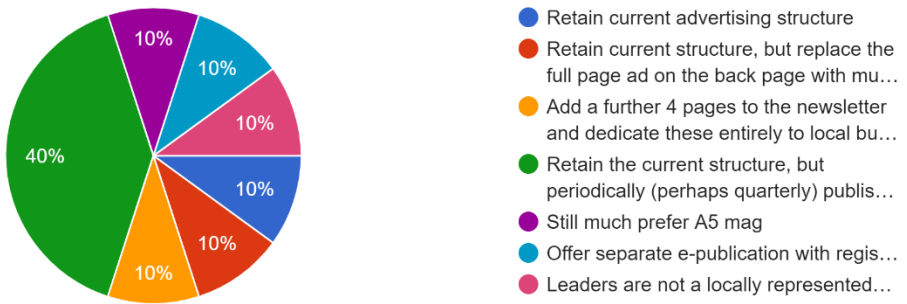 10%
10%
10%
40%
10%
10%
10%
Retain current advertising structure
Retain current structure, but replace the
full page ad on the back page with mu…
Add a further 4 pages to the newsletter
and dedicate these entirely to local bu…
Retain the current structure, but
periodically (perhaps quarterly) publis…
Still much prefer A5 mag
Offer separate e-publication with regis…
Leaders are not a locally represented…